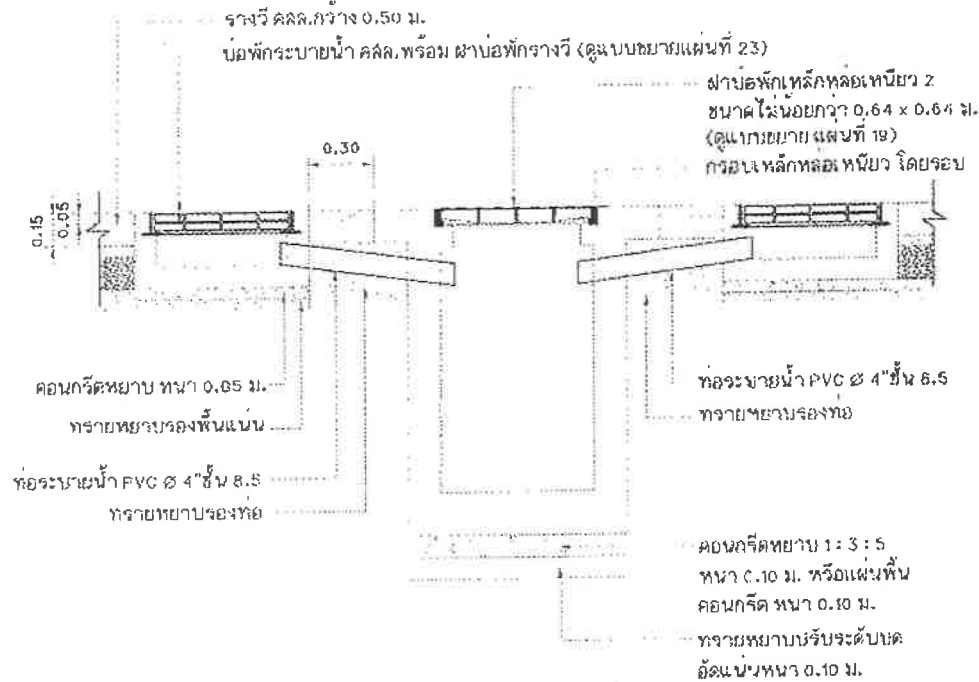 รางวี คสล.กว้าง 0.50 ม.
บ่อพักระบายน้ำ คสล.พร้อม ฝาบ่อพักรางวี (ดูแบบขยายแผ่นที่ 23)
ฝาบ่อพักเหล็กหล่อเหนียว 2
ขนาดไม่น้อยกว่า 0.64 x 0.64 ม.
(ดูแบบขยาย แผ่นที่ 19)
กรอบเหล็กหล่อเหนียว โดยรอบ
0.30
0.15
0.05
คอนกรีตหยาบ หนา 0.05 ม.
ทรายหยาบรองพื้นแน่น
ท่อระบายน้ำ PVC Ø 4"ชั้น 8.5
ทรายหยาบรองท่อ
ท่อระบายน้ำ PVC Ø 4"ชั้น 8.5
ทรายหยาบรองท่อ
คอนกรีตหยาบ 1 : 3 : 5
หนา 0.10 ม. หรือแผ่นพื้น
คอนกรีต หนา 0.10 ม.
ทรายหยาบปรับระดับบด
อัดแน่นหนา 0.10 ม.